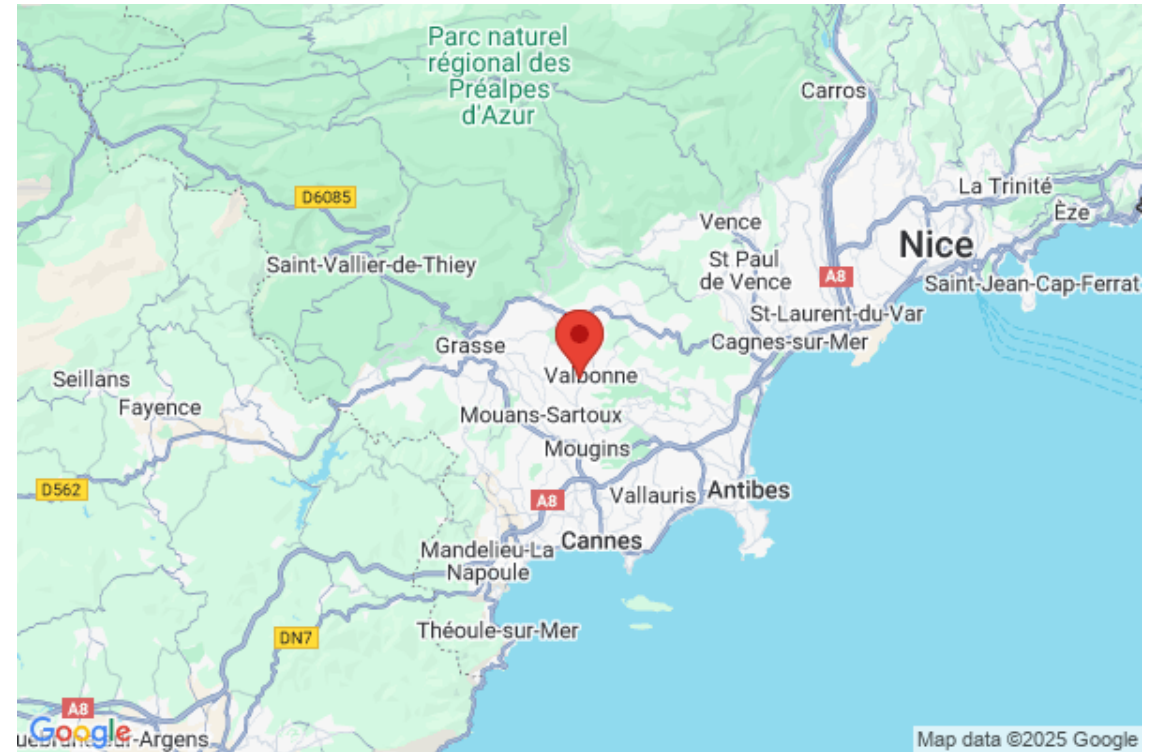 Parc naturel
régional des
Préalpes
d'Azur
Carros
La Trinité
D6085
Èze
Vence
Nice
Saint-Vallier-de-Thiey
St Paul
de Vence
A8
Saint-Jean-Cap-Ferrat
St-Laurent-du-Var
Grasse
Cagnes-sur-Mer
Valbonne
Seillans
Fayence
Mouans-Sartoux
Mougins
D562
A8
Vallauris
Antibes
Cannes
Mandelieu-La
Napoule
Théoule-sur-Mer
DN7
A8
Google
-Argens
Map data ©2025 Google